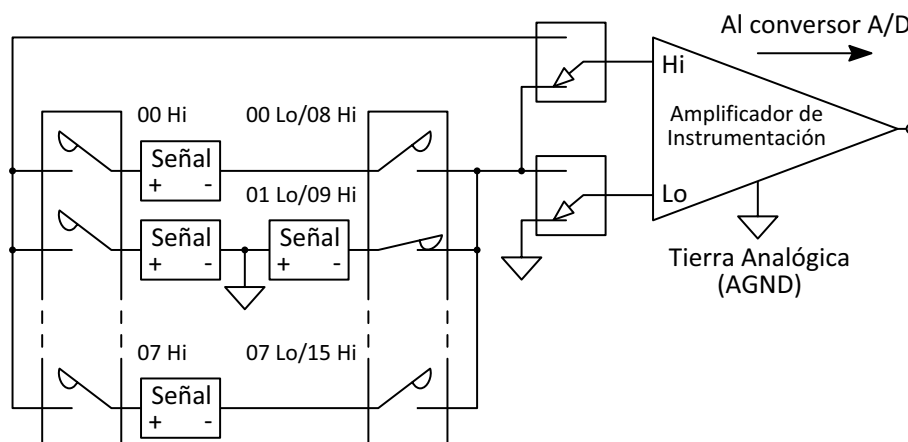 Al conversor A/D
Hi
Amplificador de
Instrumentación
Lo
Tierra Analógica
(AGND)
00 Hi
00 Lo/08 Hi
Señal
+ -
01 Lo/09 Hi
Señal
+ -
Señal
+ -
07 Hi
07 Lo/15 Hi
Señal
+ -